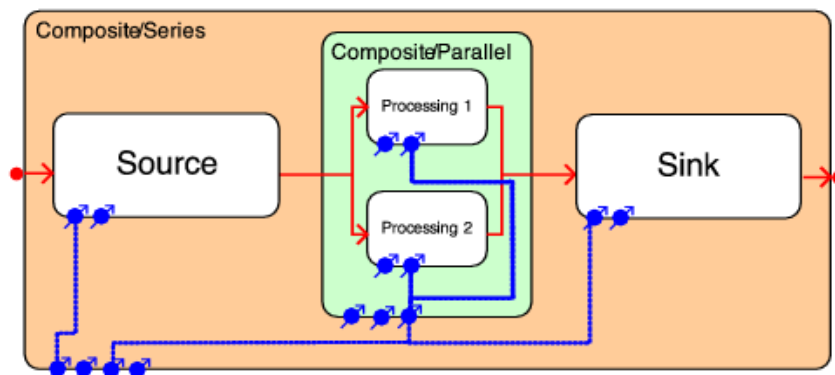 Composite/Series
Composite/Parallel
Processing 1
Source
Sink
Processing 2